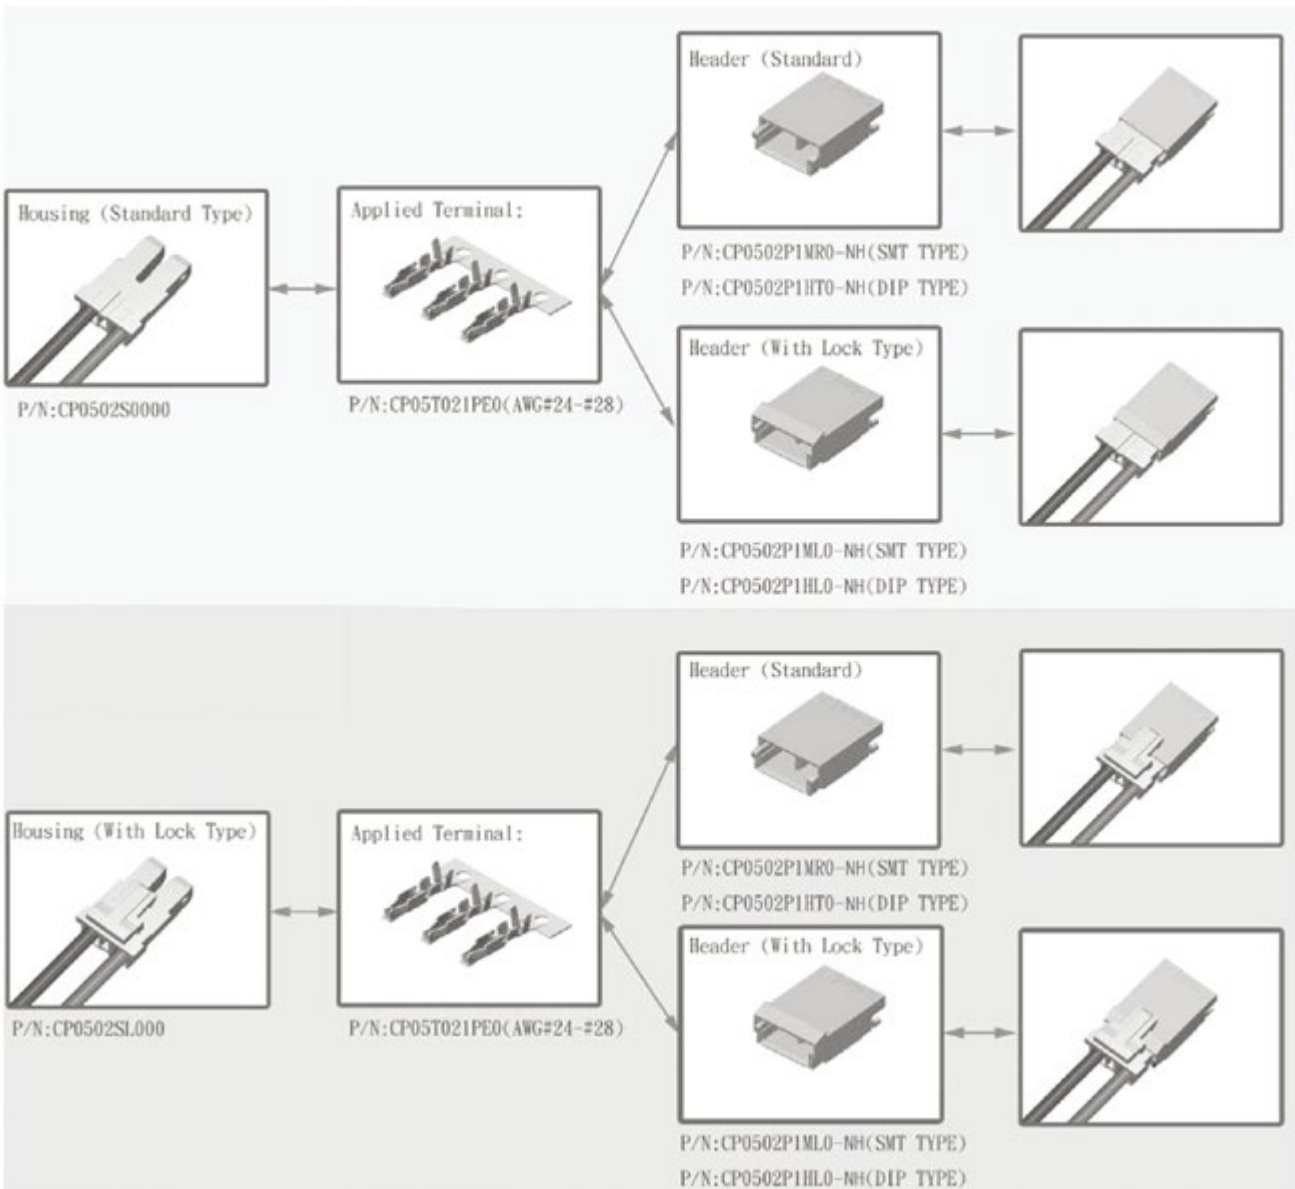 Header (Standard)
P/N:CP0502P1MR0-NH(SMT TYPE)
P/N:CP0502P1HT0-NH(DIP TYPE)
Housing (Standard Type)
P/N:CP0502S0000
Applied Terminal:
P/N:CP05T021PE0(AWG#24-#28)
Header (With Lock Type)
P/N:CP0502P1ML0-NH(SMT TYPE)
P/N:CP0502P1HL0-NH(DIP TYPE)
Header (Standard)
P/N:CP0502P1MR0-NH(SMT TYPE)
P/N:CP0502P1HT0-NH(DIP TYPE)
Housing (With Lock Type)
P/N:CP0502SL000
Applied Terminal:
P/N:CP05T021PE0(AWG#24-#28)
Header (With Lock Type)
P/N:CP0502P1ML0-NH(SMT TYPE)
P/N:CP0502P1HL0-NH(DIP TYPE)